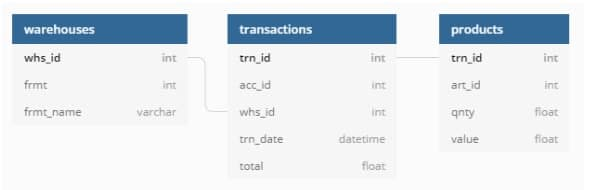 warehouses
whs_id int
frmt int
frmt_name varchar
transactions
trn_id int
acc_id int
whs_id int
trn_date datetime
total float
products
trn_id int
art_id int
qnty float
value float